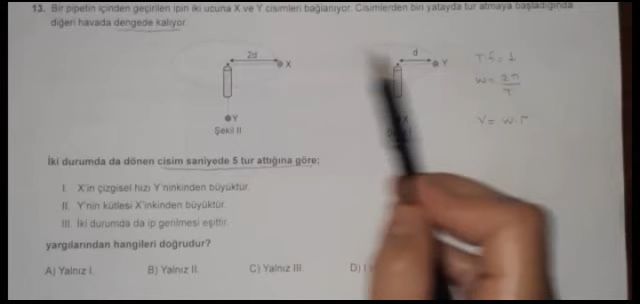 13. Bir pipetin içinden geçirilen ipin iki ucuna X ve Y cisimleri bağlanıyor. Cisimlerden biri yatayda tur atmaya başladığında
diğeri havada dengede kalıyor.
2d
X
Y
Şekil II
d
Y
X
T.f = 1
W = 2π
T
V = W.r
İki durumda da dönen cisim saniyede 5 tur attığına göre;
I. X'in çizgisel hızı Y'ninkinden büyüktür.
II. Y'nin kütlesi X'inkinden büyüktür.
III. İki durumda da ip gerilmesi eşittir.
yargılarından hangileri doğrudur?
A) Yalnız I. B) Yalnız II. C) Yalnız III. D) I